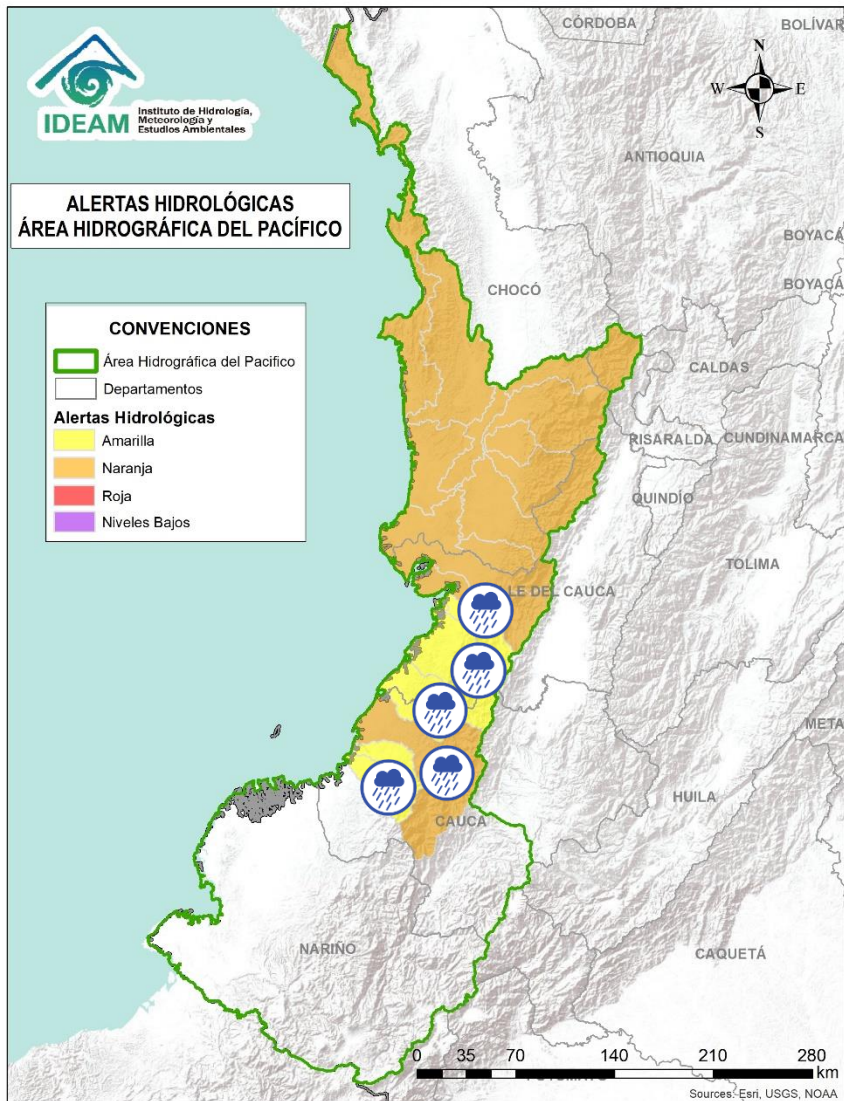 CÓRDOBA
BOLÍVAR
N
W
E
S
IDEAM
Instituto de Hidrología,
Meteorología y
Estudios Ambientales
ANTIOQUIA
ALERTAS HIDROLÓGICAS
ÁREA HIDROGRÁFICA DEL PACÍFICO
BOYACÁ
BOYACÁ
CHOCÓ
CONVENCIONES
Área Hidrográfica del Pacifico
Departamentos
Alertas Hidrológicas
Amarilla
Naranja
Roja
Niveles Bajos
CALDAS
RISARALDA
CUNDINAMARCA
QUINDÍO
TOLIMA
LE DEL CAUCA
META
HUILA
CAUCA
NARIÑO
CAQUETÁ
0 35 70 140 210 280
km
Sources: Esri, USGS, NOAA